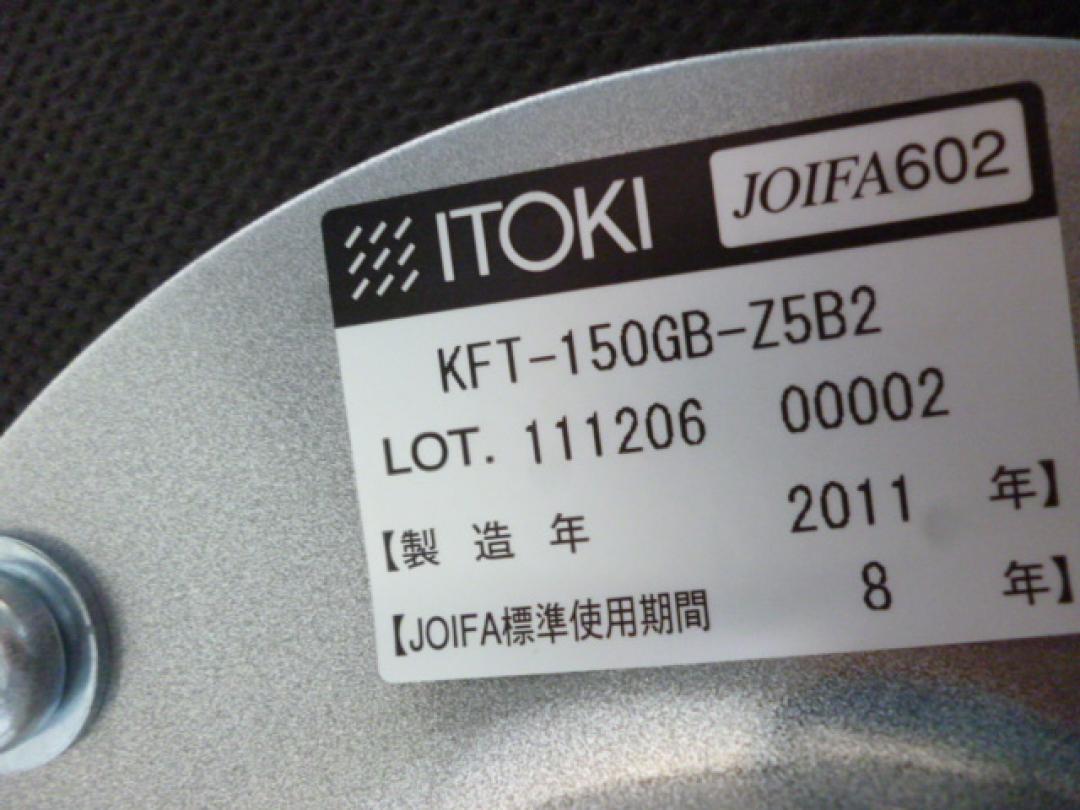 ITOKI JOIFA602
KFT-150GB-Z5B2
LOT. 111206 00002
【製造年 2011 年】
【JOIFA標準使用期間 8 年】